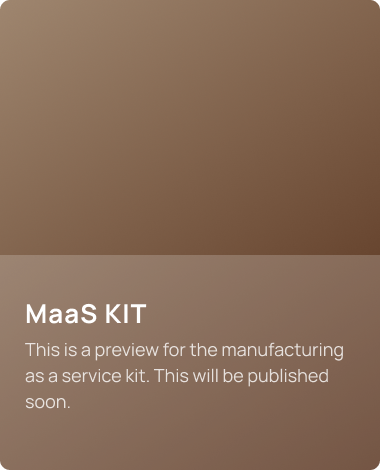 MaaS KIT
This is a preview for the manufacturing
as a service kit. This will be published
soon.